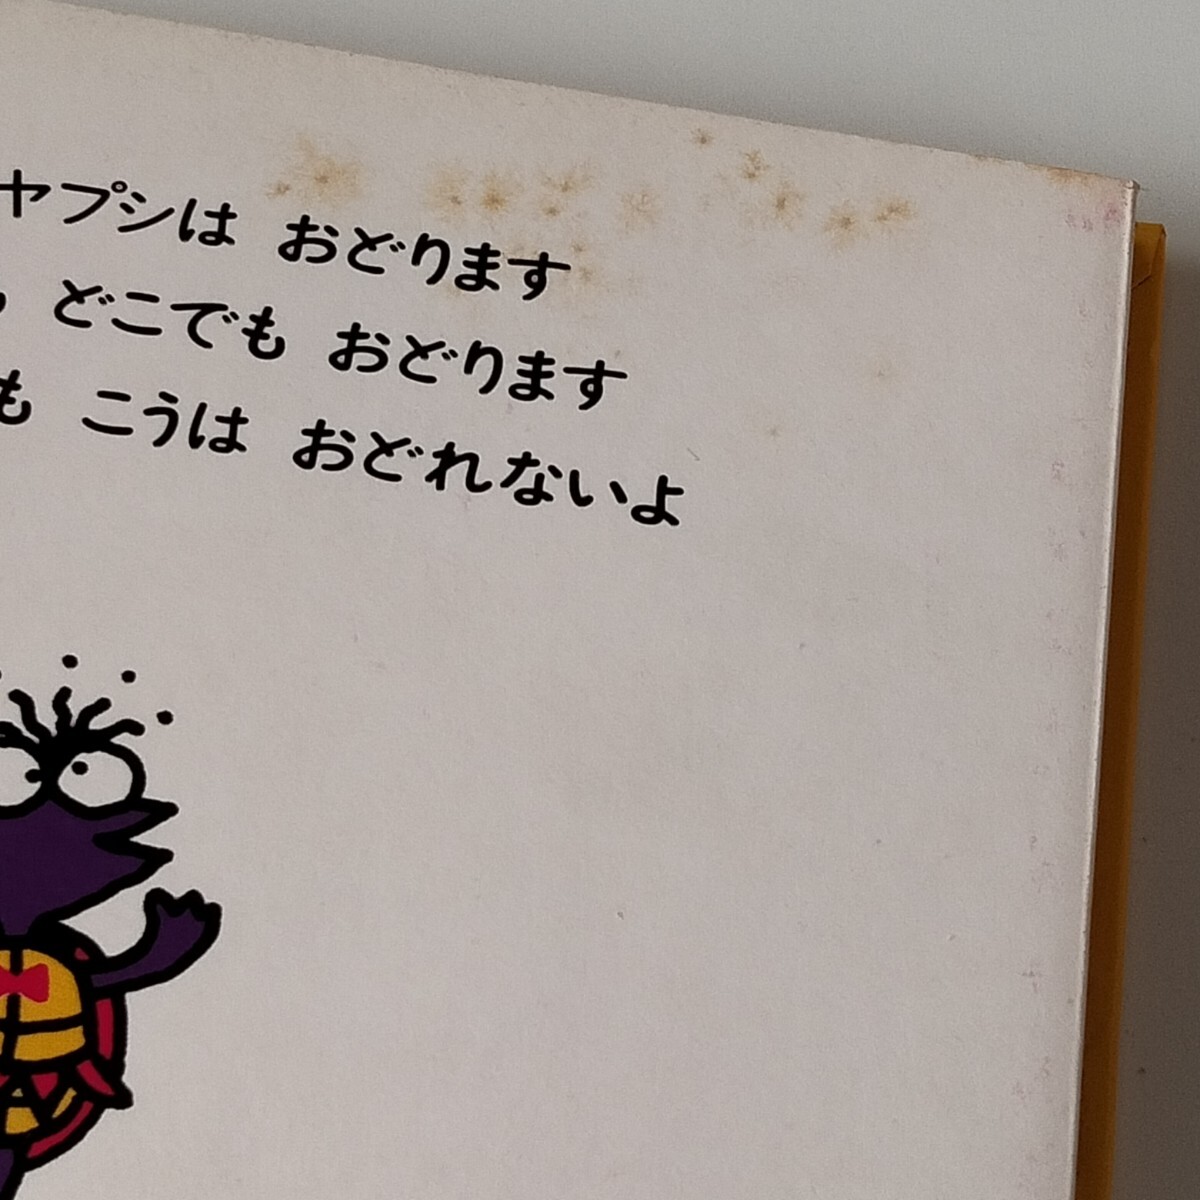 ヤプシは おどります
どこでも おどります
も こうは おどれないよ